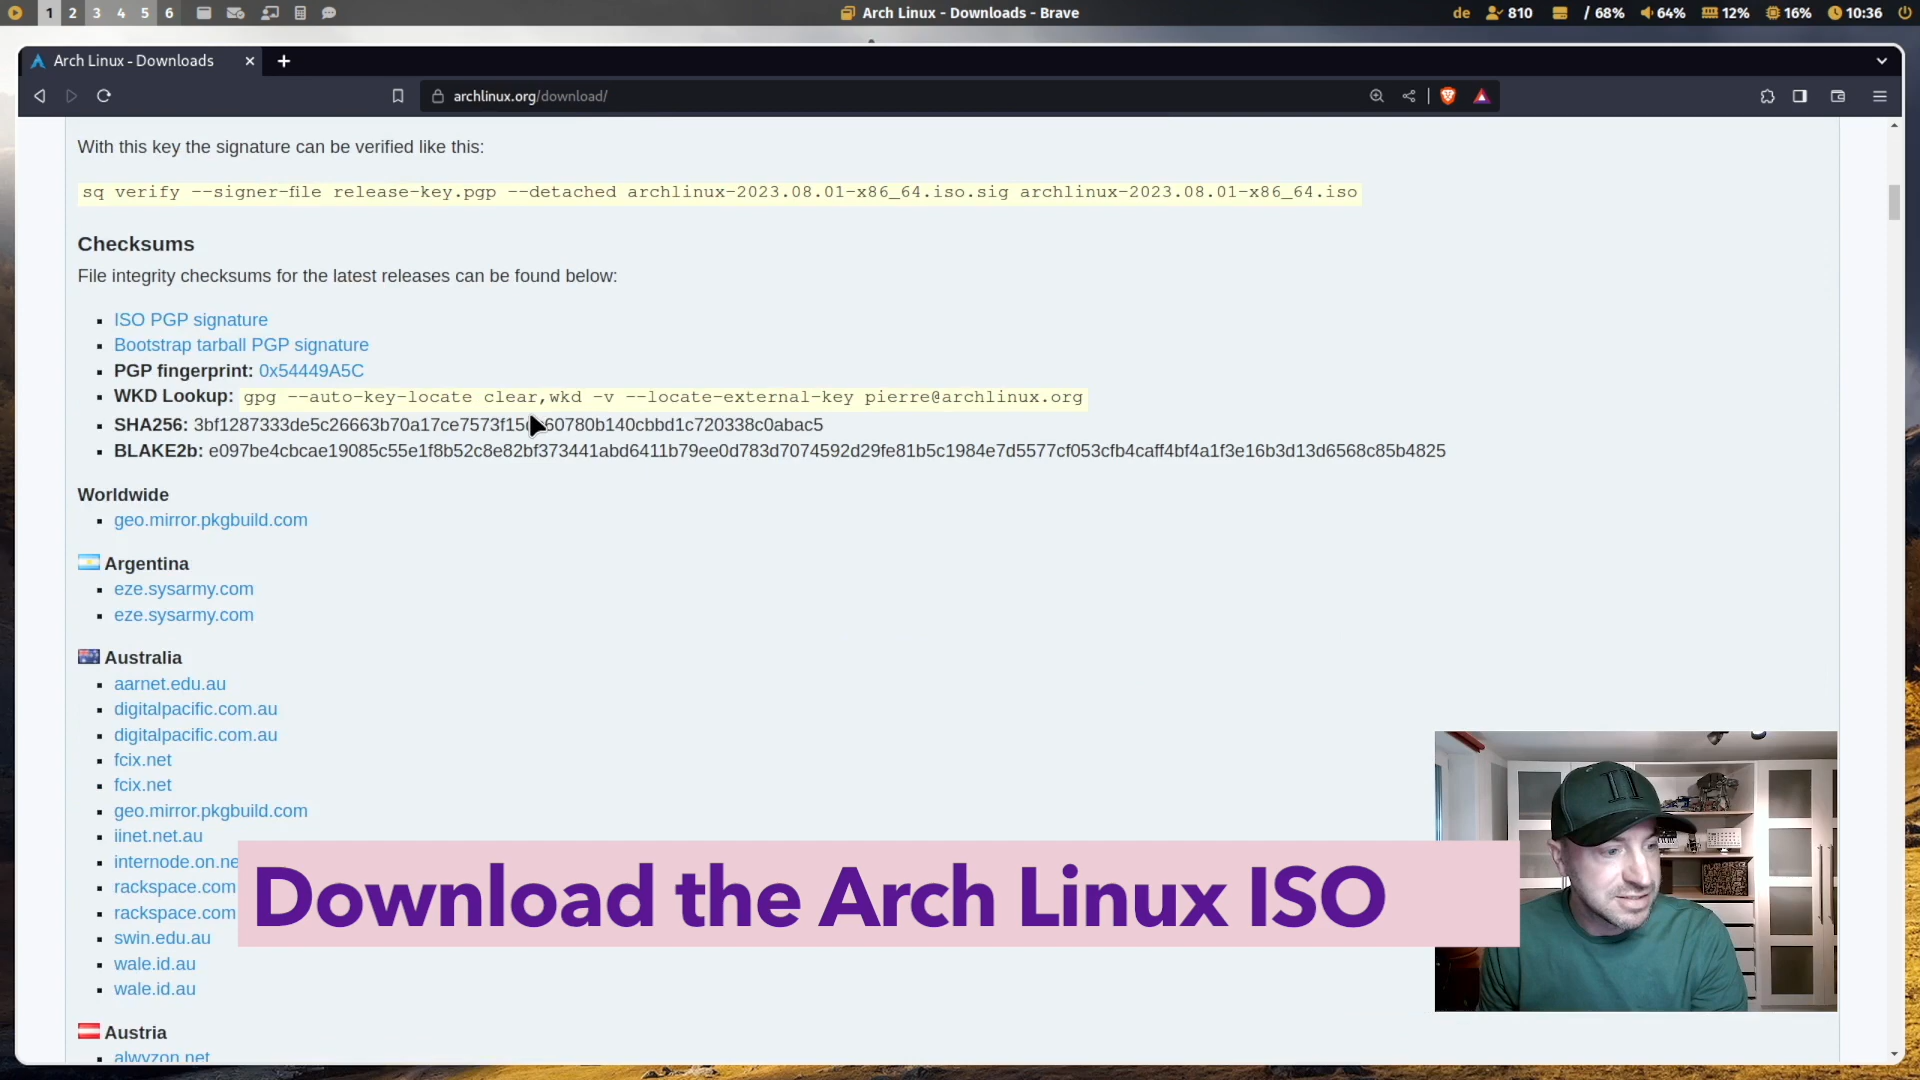 1 2 3 4 5 6
Arch Linux - Downloads - Brave
de 810 / 68% 64% 12% 16% 10:36
Arch Linux - Downloads
archlinux.org/download/
With this key the signature can be verified like this:
sq verify --signer-file release-key.pgp --detached archlinux-2023.08.01-x86_64.iso.sig archlinux-2023.08.01-x86_64.iso
Checksums
File integrity checksums for the latest releases can be found below:
ISO PGP signature
Bootstrap tarball PGP signature
PGP fingerprint: 0x54449A5C
WKD Lookup: gpg --auto-key-locate clear,wkd -v --locate-external-key pierre@archlinux.org
SHA256:
BLAKE2b: e097be4cbcae19085c55e1f8b52c8e82bf373441abd6411b79ee0d783d7074592d29fe81b5c1984e7d5577cf053cfb4caff4bf4a1f3e16b3d13d6568c85b4825
Worldwide
geo.mirror.pkgbuild.com
Argentina
eze.sysarmy.com
eze.sysarmy.com
Australia
aarnet.edu.au
digitalpacific.com.au
digitalpacific.com.au
fcix.net
fcix.net
geo.mirror.pkgbuild.com
iinet.net.au
internode.on.ne
rackspace.com
rackspace.com
swin.edu.au
wale.id.au
wale.id.au
Download the Arch Linux ISO
Austria
alwyzon.net